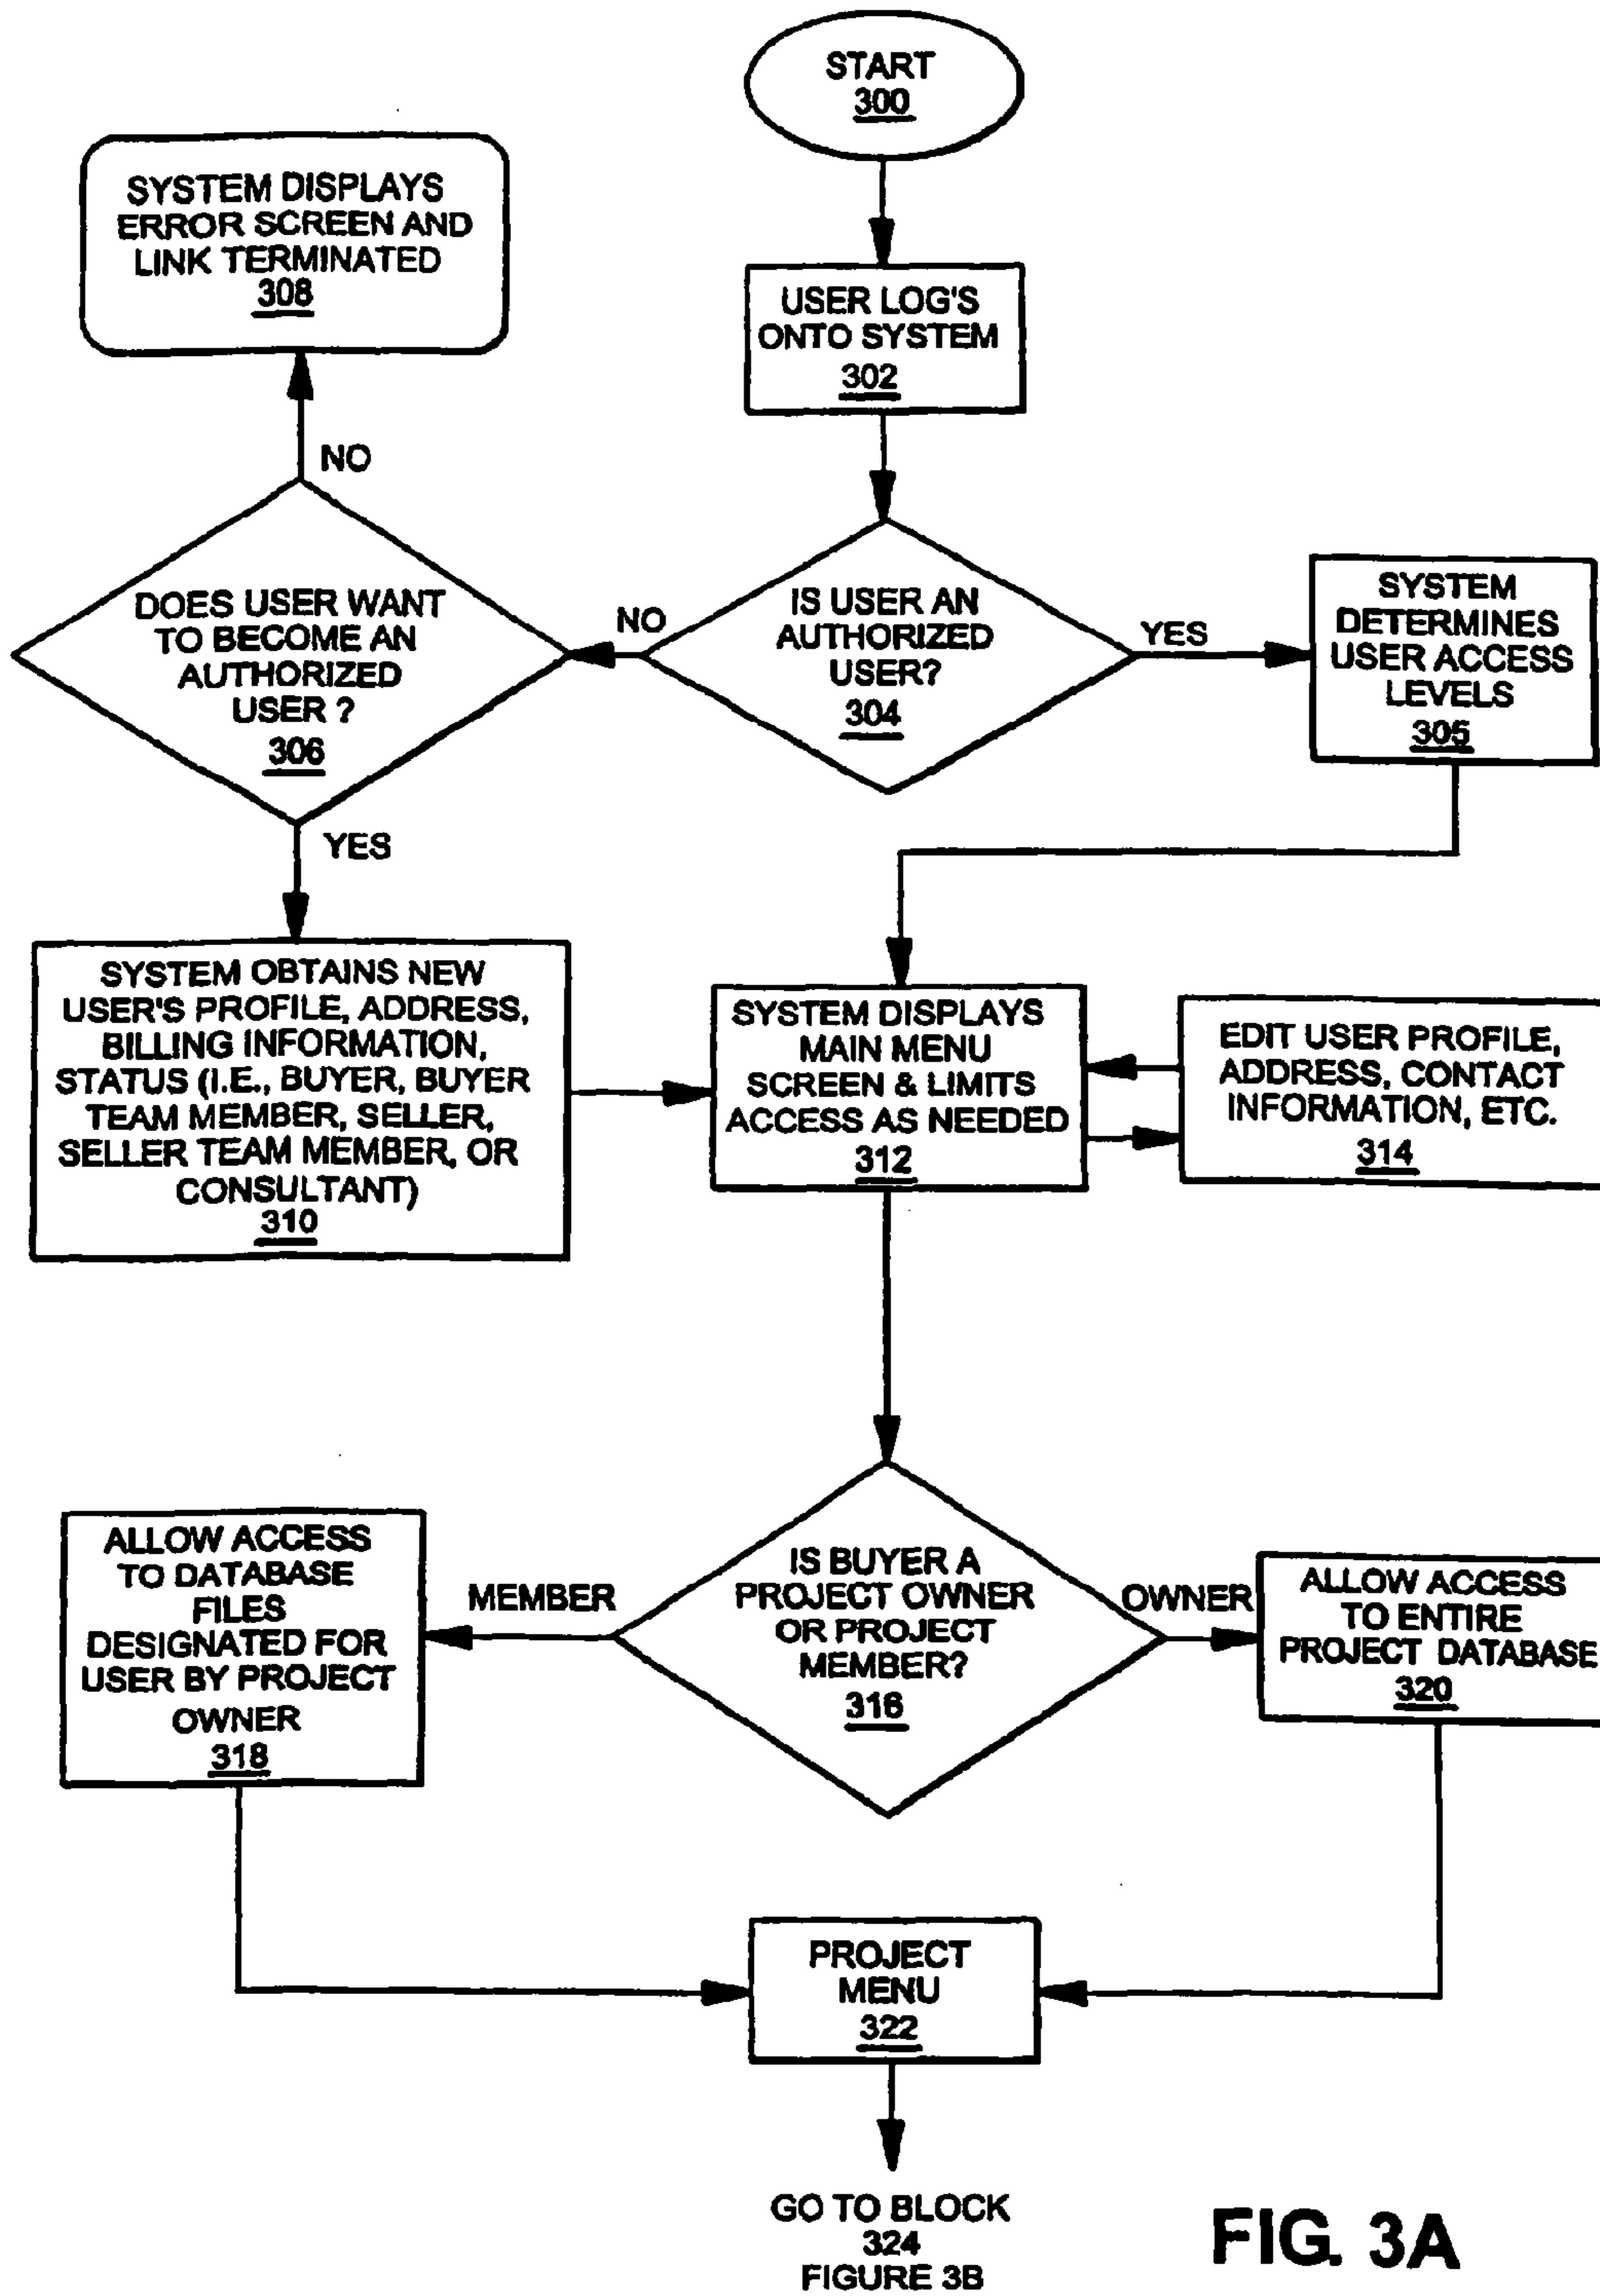 START
300
SYSTEM DISPLAYS
ERROR SCREEN AND
LINK TERMINATED
308
USER LOG'S
ONTO SYSTEM
302
NO
DOES USER WANT
TO BECOME AN
AUTHORIZED
USER ?
306
NO
IS USER AN
AUTHORIZED
USER?
304
YES
SYSTEM
DETERMINES
USER ACCESS
LEVELS
305
YES
SYSTEM OBTAINS NEW
USER'S PROFILE, ADDRESS,
BILLING INFORMATION,
STATUS (I.E., BUYER, BUYER
TEAM MEMBER, SELLER,
SELLER TEAM MEMBER, OR
CONSULTANT)
310
SYSTEM DISPLAYS
MAIN MENU
SCREEN & LIMITS
ACCESS AS NEEDED
312
EDIT USER PROFILE,
ADDRESS, CONTACT
INFORMATION, ETC.
314
ALLOW ACCESS
TO DATABASE
FILES
DESIGNATED FOR
USER BY PROJECT
OWNER
318
MEMBER
IS BUYER A
PROJECT OWNER
OR PROJECT
MEMBER?
316
OWNER
ALLOW ACCESS
TO ENTIRE
PROJECT DATABASE
320
PROJECT
MENU
322
GO TO BLOCK
324
FIGURE 3B
FIG. 3A